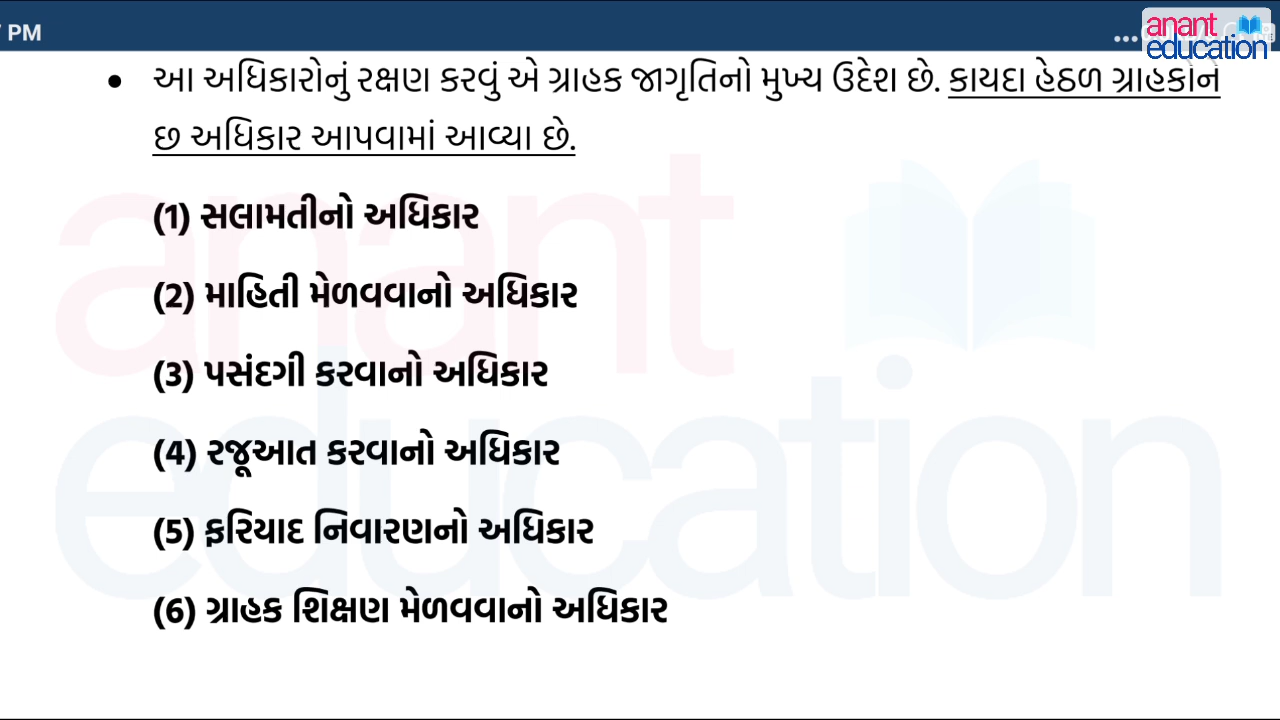 PM
anant
education
• આ અધિકારોનું રક્ષણ કરવું એ ગ્રાહક જાગૃતિનો મુખ્ય ઉદેશ છે. કાયદા હેઠળ ગ્રાહકોને
છ અધિકાર આપવામાં આવ્યા છે.
(1) સલામતીનો અધિકાર
(2) માહિતી મેળવવાનો અધિકાર
(3) પસંદગી કરવાનો અધિકાર
(4) રજૂઆત કરવાનો અધિકાર
(5) ફરિયાદ નિવારણનો અધિકાર
(6) ગ્રાહક શિક્ષણ મેળવવાનો અધિકાર
anant
education